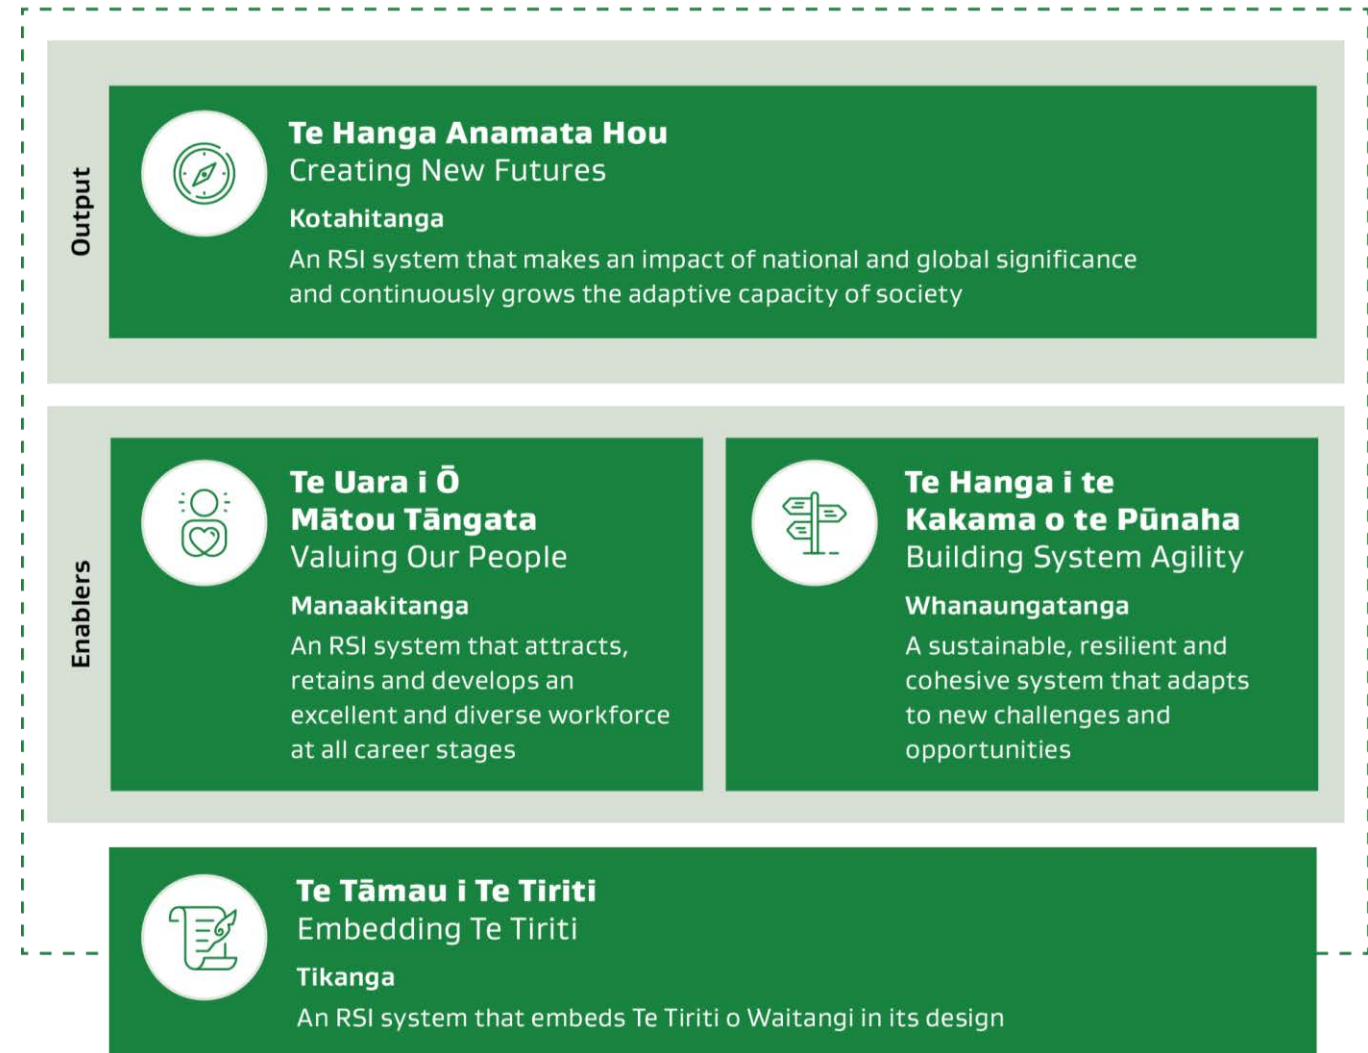 Output
Te Hanga Anamata Hou
Creating New Futures
Kotahitanga
An RSI system that makes an impact of national and global significance
and continuously grows the adaptive capacity of society
Enablers
Te Uara i Ō
Mātou Tāngata
Valuing Our People
Manaakitanga
An RSI system that attracts,
retains and develops an
excellent and diverse workforce
at all career stages
Te Hanga i te
Kakama o te Pūnaha
Building System Agility
Whanaungatanga
A sustainable, resilient and
cohesive system that adapts
to new challenges and
opportunities
Te Tāmau i Te Tiriti
Embedding Te Tiriti
Tikanga
An RSI system that embeds Te Tiriti o Waitangi in its design